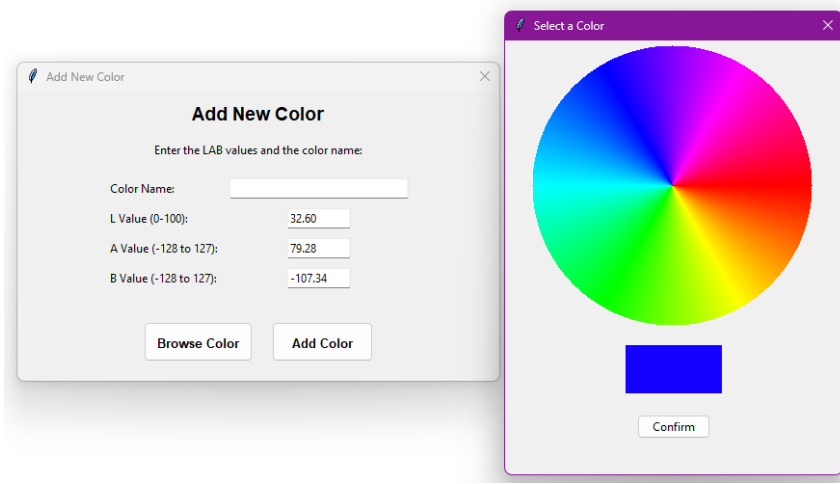 Add New Color
Add New Color
Enter the LAB values and the color name:
Color Name:
L Value (0-100): 32.60
A Value (-128 to 127): 79.28
B Value (-128 to 127): -107.34
Browse Color Add Color
Select a Color
Confirm